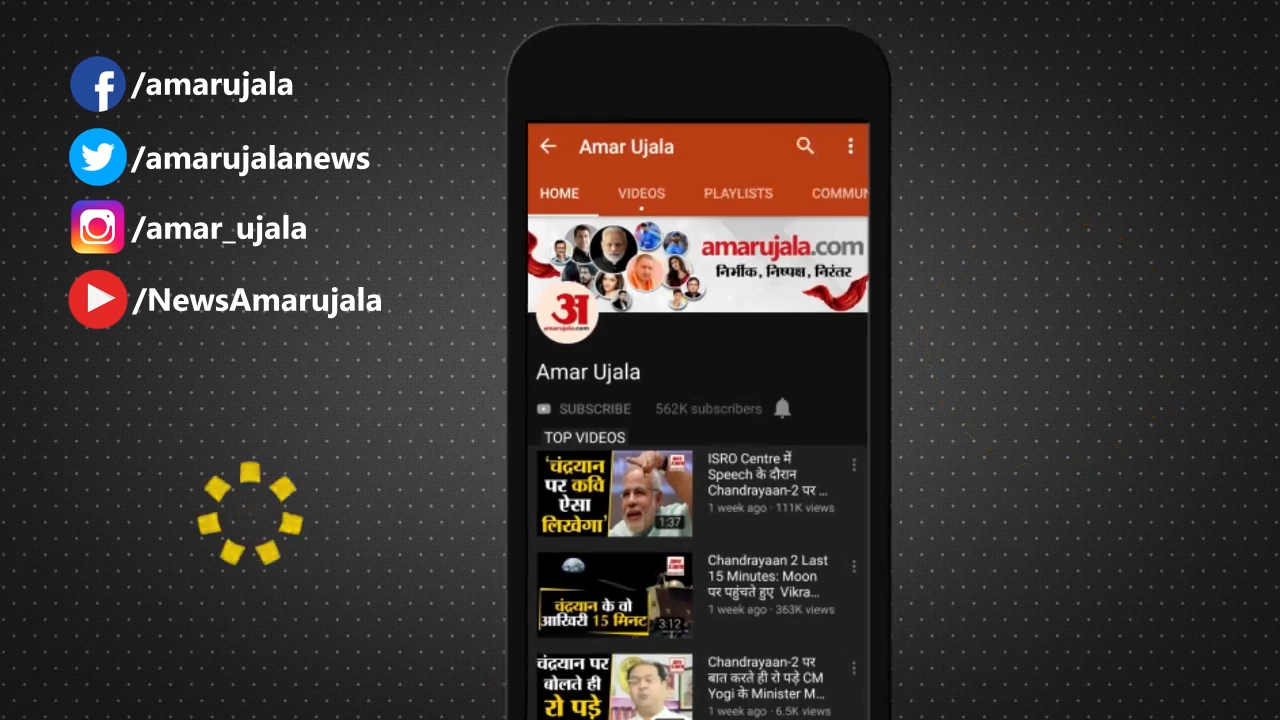 /amarujala
/amarujalanews
/amar_ujala
/NewsAmarujala
Amar Ujala
HOME VIDEOS PLAYLISTS COMMUN
amarujala.com
निर्भीक, निष्पक्ष, निरंतर
अ
amarujala.com
Amar Ujala
SUBSCRIBE 562K subscribers
TOP VIDEOS
'चंद्रयान
पर कवि
ऐसा
लिखेगा'
1:37
ISRO Centre में
Speech के दौरान
Chandrayaan-2 पर ...
1 week ago · 111K views
चंद्रयान के वो
आखिरी 15 मिनट
3:12
Chandrayaan 2 Last
15 Minutes: Moon
पर पहुंचते हुए Vikra...
1 week ago · 363K views
चंद्रयान पर
बोलते ही
रो पड़े
Chandrayaan-2 पर
बात करते ही रो पड़े CM
Yogi के Minister M...
1 week ago · 6.5K views